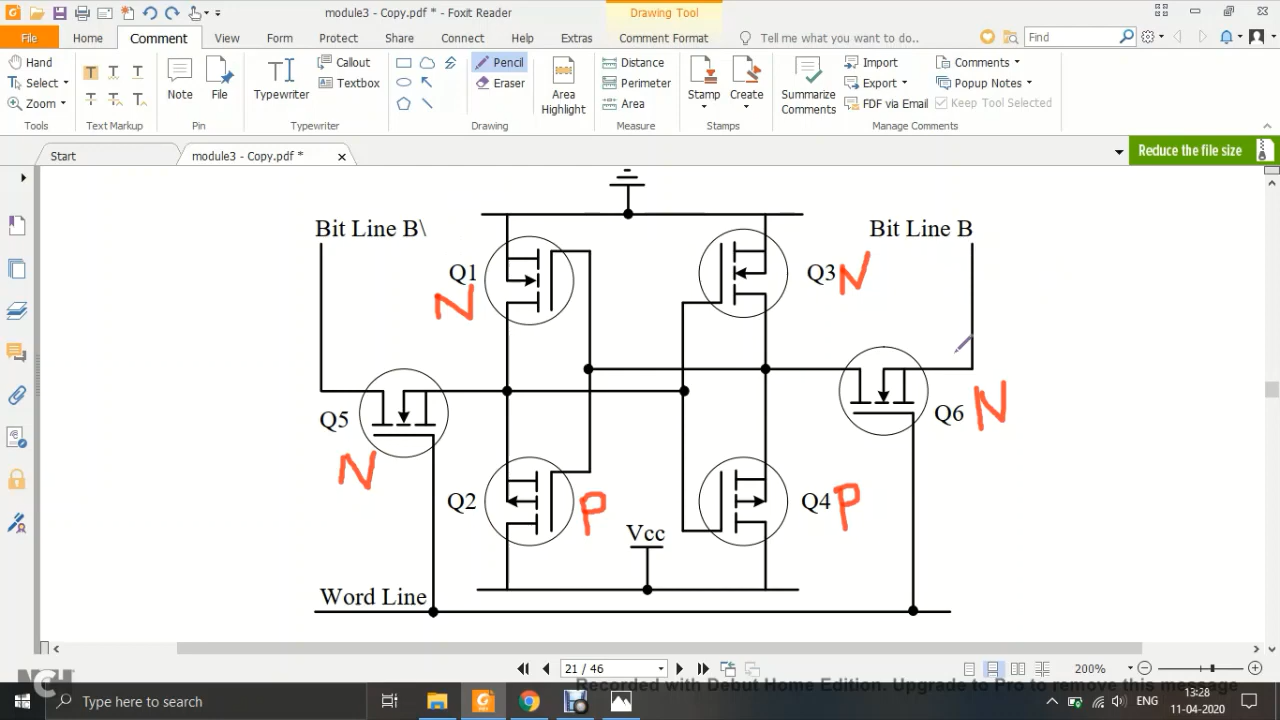 module3 - Copy.pdf * - Foxit Reader
Drawing Tool
File Home Comment View Form Protect Share Connect Help Extras Comment Format Tell me what you want to do... Find
Hand
Select
Zoom
Tools
T T T
Text Markup
Note
File
Pin
Typewriter
Callout
Textbox
Typewriter
Pencil
Eraser
Drawing
Area Highlight
Distance
Perimeter
Area
Measure
Stamp
Create
Stamps
Summarize Comments
Import
Export
FDF via Email
Comments
Popup Notes
Keep Tool Selected
Manage Comments
Start
module3 - Copy.pdf *
Reduce the file size
Bit Line B\
Bit Line B
Q1
N
Q3
N
Q5
N
Q6
N
Q2
P
Q4
P
Vcc
Word Line
21 / 46
200%
NCH
Recorded with Debut Home Edition. Upgrade to Pro to remove this message
Type here to search
ENG
13:28
11-04-2020